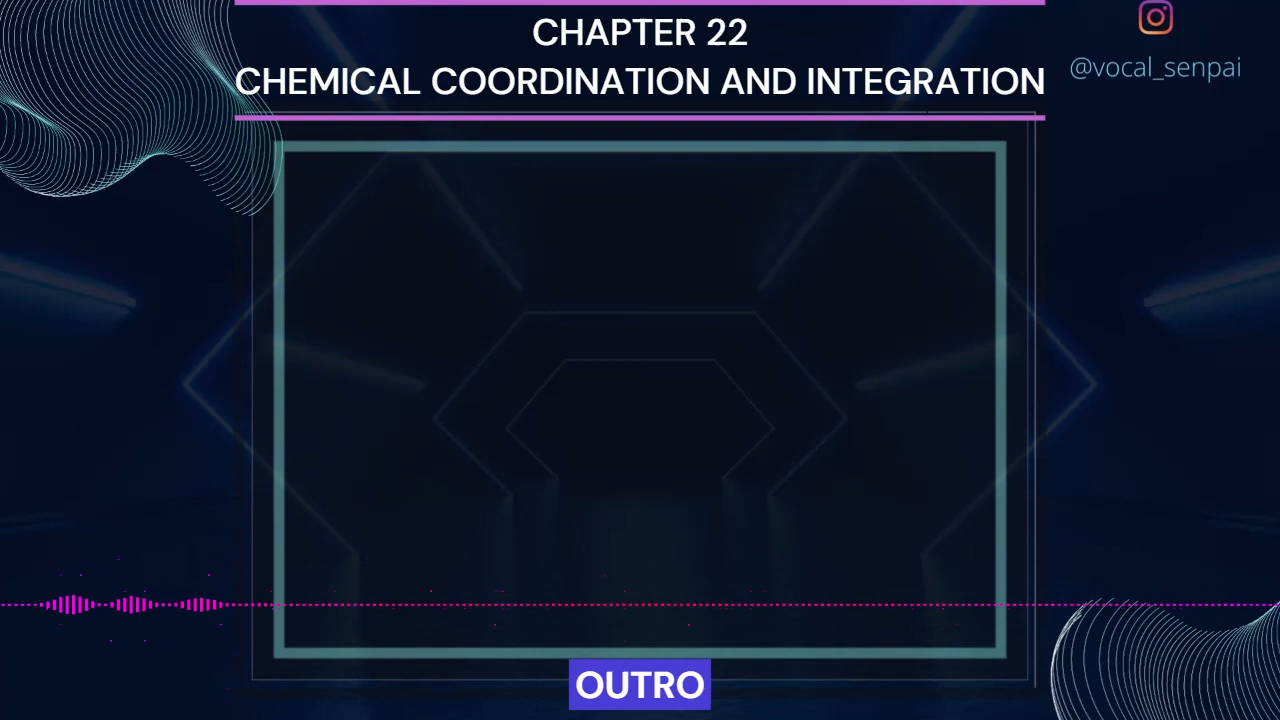 CHAPTER 22
CHEMICAL COORDINATION AND INTEGRATION
@vocal_senpai
OUTRO